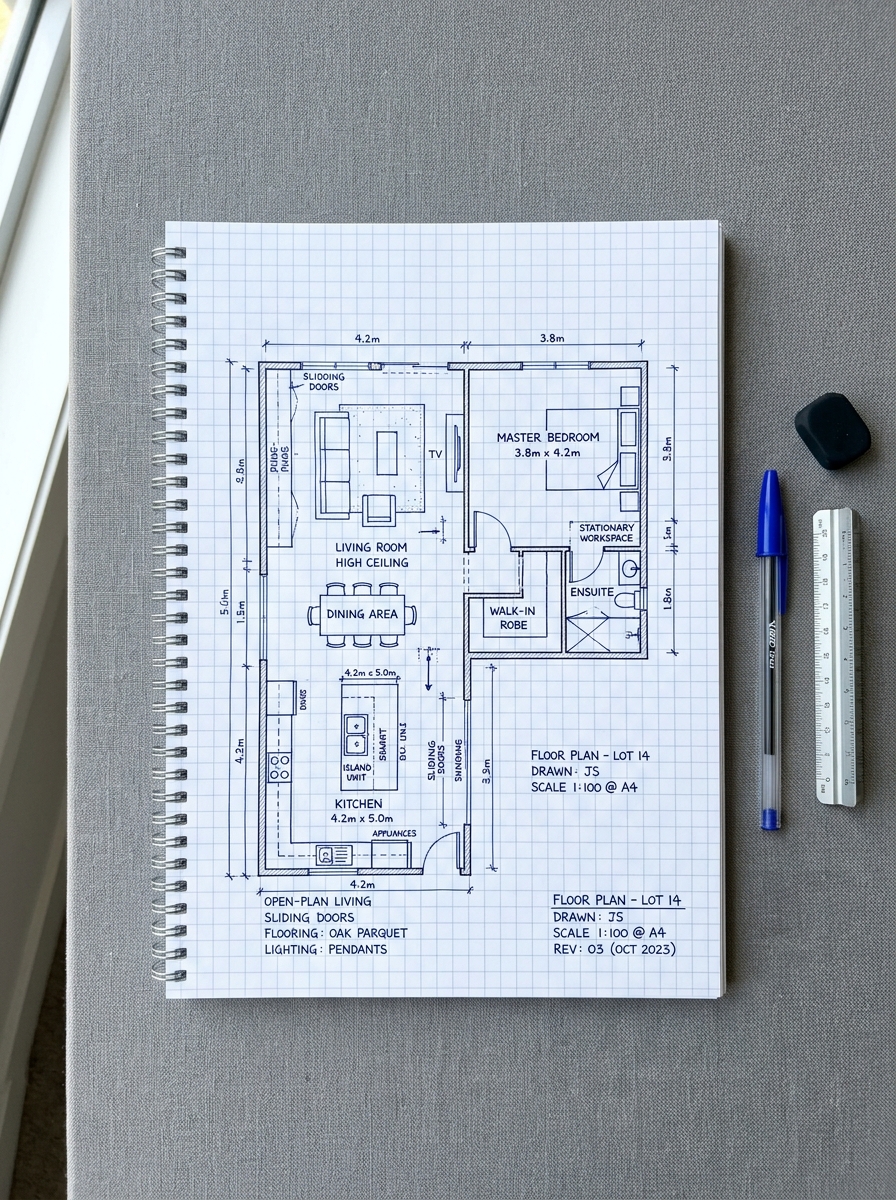 4.2m
3.8m
SLIDOING
DOORS
TV
MASTER BEDROOM
3.8m x 4.2m
STATIONARY
WORKSPACE
LIVING ROOM
HIGH CEILING
ENSUITE
DINING AREA
WALK-IN
ROBE
1.5m
1.8m
4.2m c 5.0m
4.2m
SLIDING
ISLAND
3.9m
KITCHEN
4.2m x 5.0m
FLOOR PLAN - LOT 14
DRAWN: JS
SCALE 1:100 @ A4
4.2m
OPEN-PLAN LIVING
SLIDING DOORS
FLOORING: OAK PARQUET
LIGHTING: PENDANTS
FLOOR PLAN - LOT 14
DRAWN: JS
SCALE 1:100 @ A4
REV: 03 (OCT 2023)